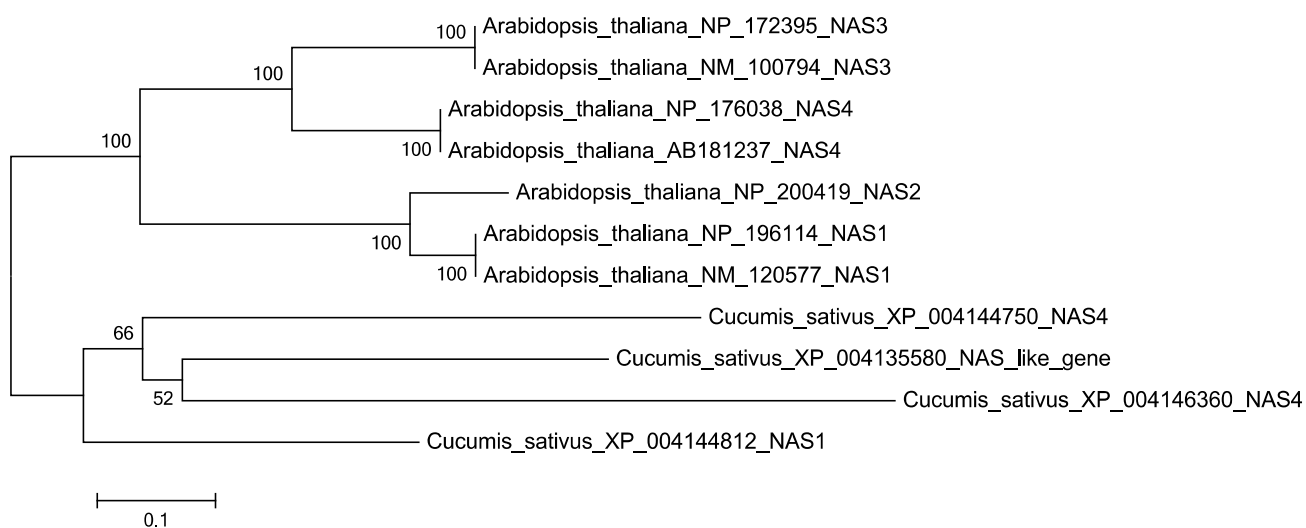 100 Arabidopsis_thaliana_NP_172395_NAS3
Arabidopsis_thaliana_NM_100794_NAS3
100
Arabidopsis_thaliana_NP_176038_NAS4
100
100 Arabidopsis_thaliana_AB181237_NAS4
Arabidopsis_thaliana_NP_200419_NAS2
Arabidopsis_thaliana_NP_196114_NAS1
100
100 Arabidopsis_thaliana_NM_120577_NAS1
Cucumis_sativus_XP_004144750_NAS4
66
Cucumis_sativus_XP_004135580_NAS_like_gene
52 Cucumis_sativus_XP_004146360_NAS4
Cucumis_sativus_XP_004144812_NAS1
0.1